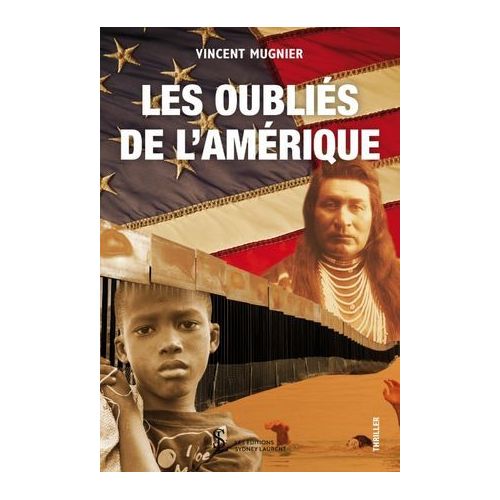 VINCENT MUGNIER
LES OUBLIÉS
DE L'AMÉRIQUE
THRILLER
LES ÉDITIONS
SYDNEY LAURENT